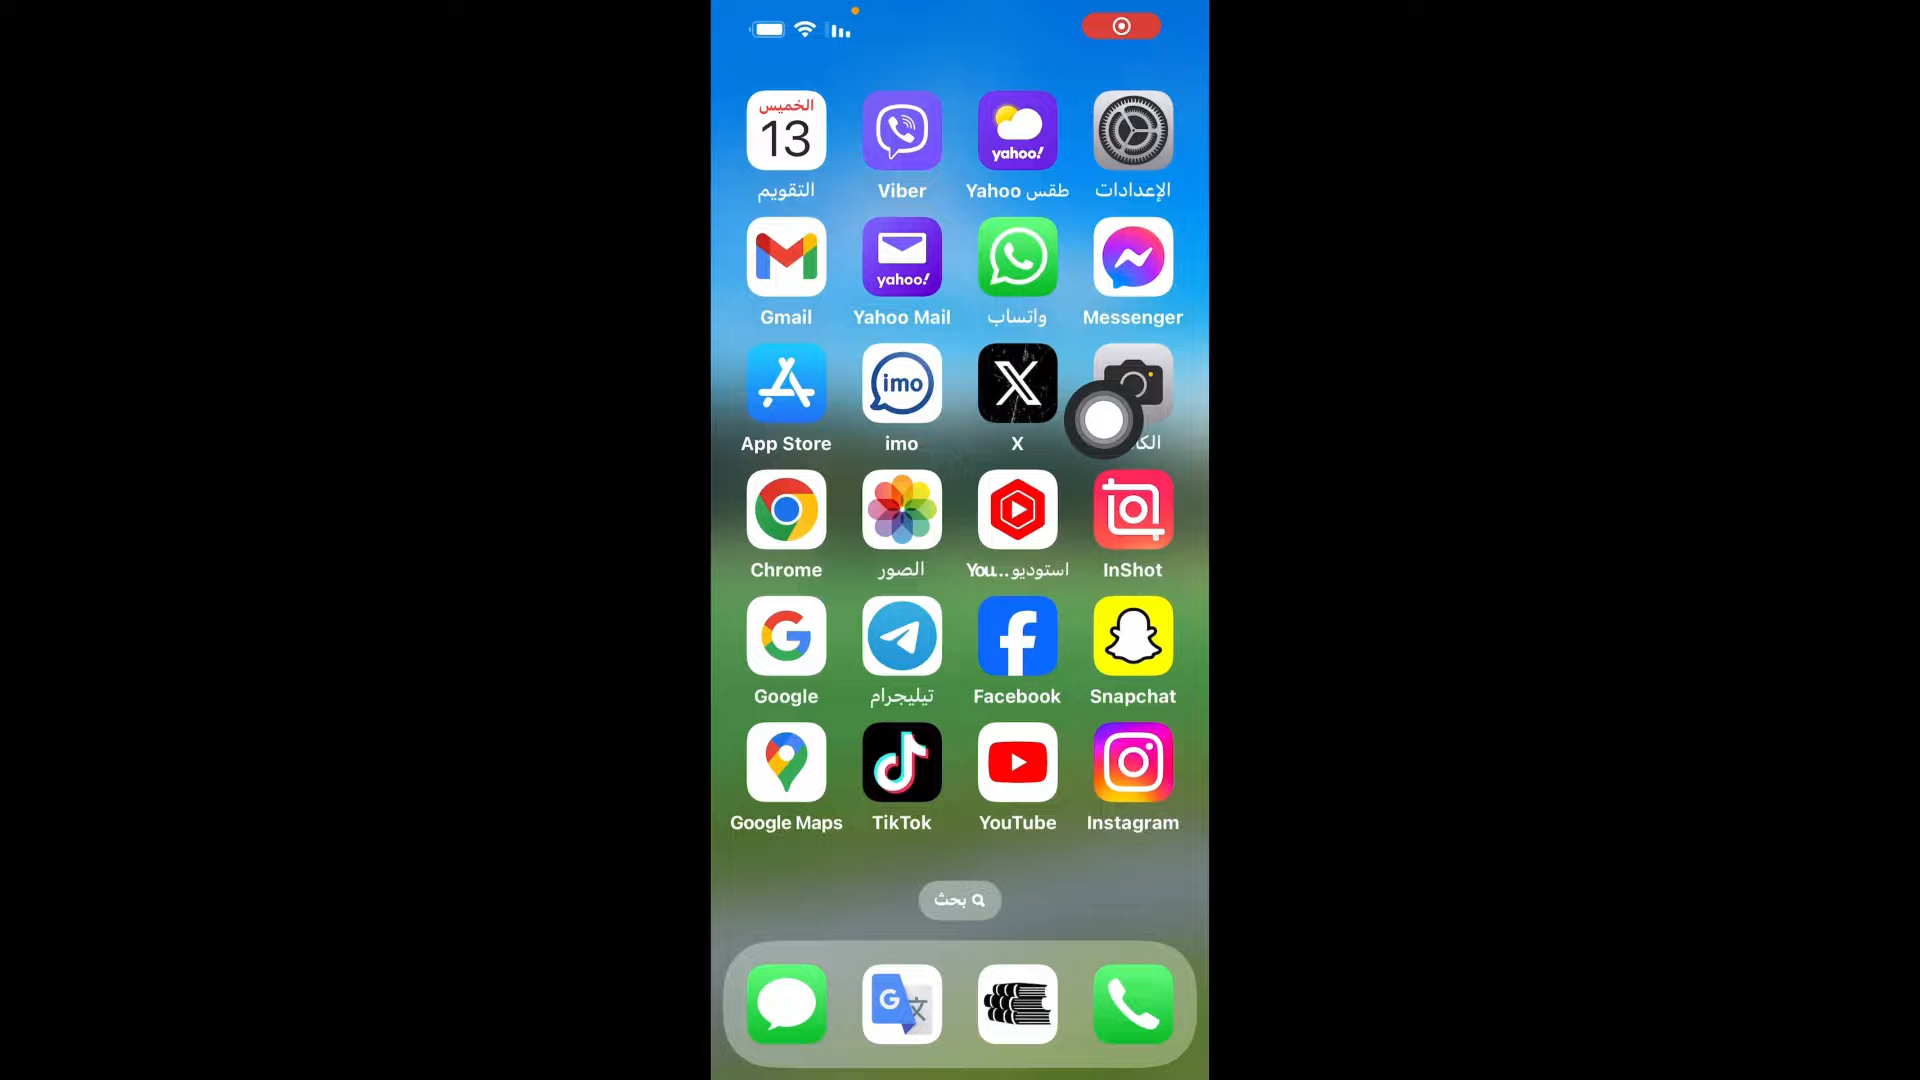 الخميس
13
yahoo!
التقويم
Viber
طقس Yahoo
الإعدادات
yahoo!
Gmail
Yahoo Mail
واتساب
Messenger
imo
App Store
imo
X
Chrome
الصور
استوديو ...You
InShot
Google
تيليجرام
Facebook
Snapchat
Google Maps
TikTok
YouTube
Instagram
بحث
G 文